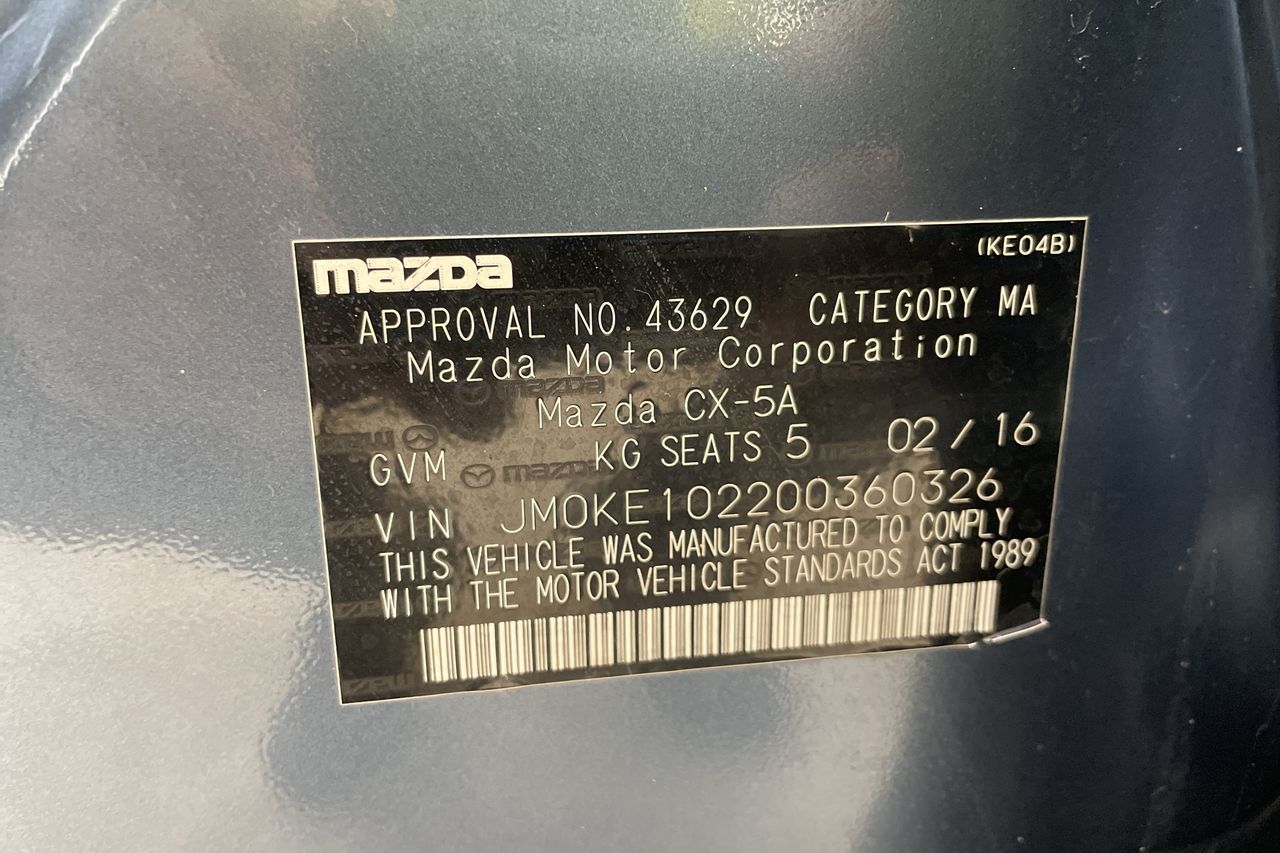 (KE04B)
mazda
APPROVAL NO. 43629 CATEGORY MA
Mazda Motor Corporation
Mazda CX-5A
GVM KG SEATS 5 02/16
VIN JM0KE102200360326
THIS VEHICLE WAS MANUFACTURED TO COMPLY
WITH THE MOTOR VEHICLE STANDARDS ACT 1989